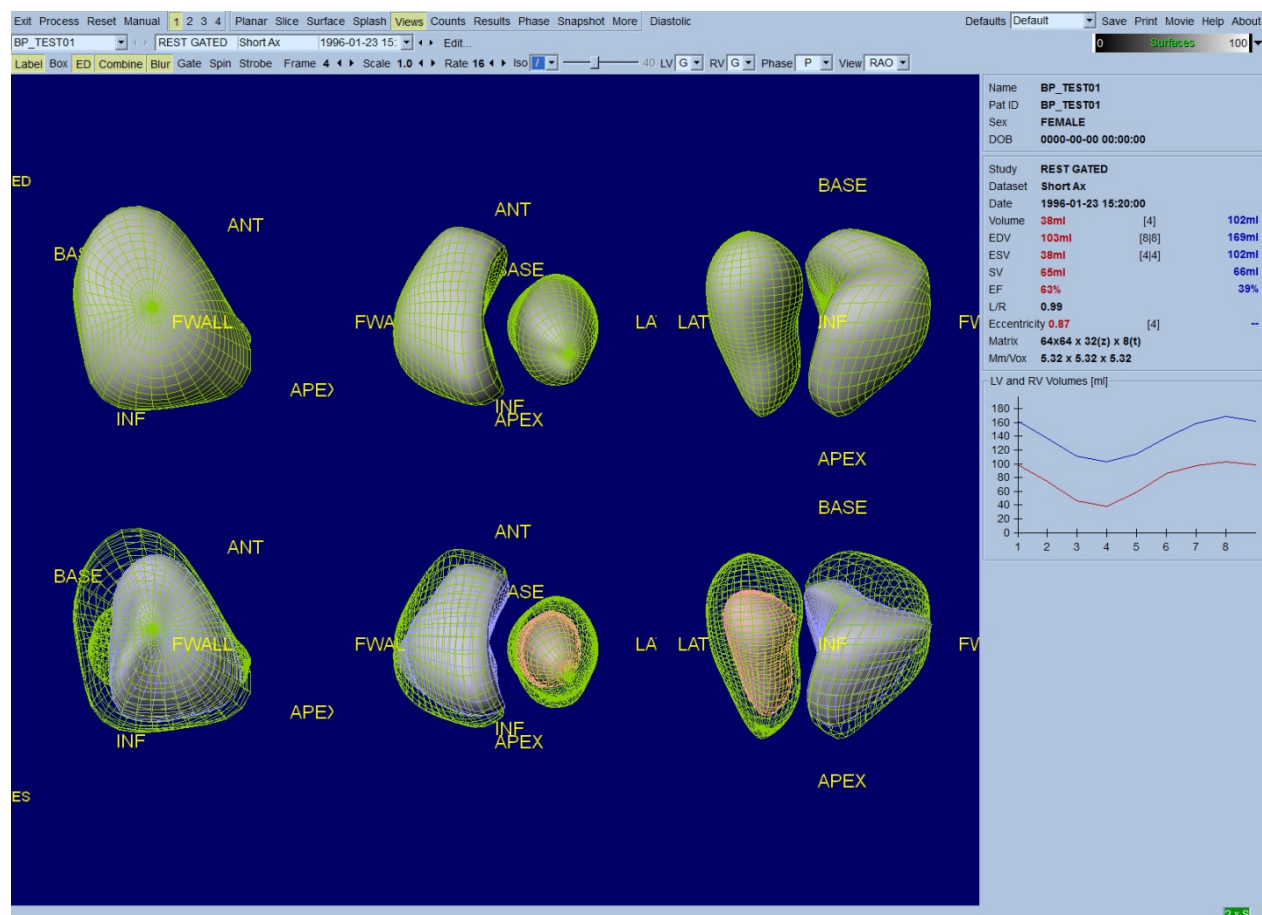 Exit Process Reset Manual 1 2 3 4 Planar Slice Surface Splash Views Counts Results Phase Snapshot More Diastolic Defaults Default Save Print Movie Help About
BP_TEST01 REST GATED Short Ax 1996-01-23 15: Edit... 0 Surfaces 100
Label Box ED Combine Blur Gate Spin Strobe Frame 4 Scale 1.0 Rate 16 Iso / 40 LV G RV G Phase P View RAO
Name BP_TEST01
Pat ID BP_TEST01
Sex FEMALE
DOB 0000-00-00 00:00:00
Study REST GATED
Dataset Short Ax
Date 1996-01-23 15:20:00
Volume 38ml [4] 102ml
EDV 103ml [8|8] 169ml
ESV 38ml [4|4] 102ml
SV 65ml 66ml
EF 63% 39%
L/R 0.99
Eccentricity 0.87 [4] --
Matrix 64x64 x 32(z) x 8(t)
Mm/Vox 5.32 x 5.32 x 5.32
LV and RV Volumes [ml]
180
160
140
120
100
80
60
40
20
0
1 2 3 4 5 6 7 8
ED
ANT
BAS
FWALL
APEX
INF
ANT
BASE
FWA
LA
INF
APEX
BASE
LAT
INF
FW
APEX
ANT
BASE
FWALL
APEX
INF
ANT
BASE
FWAL
LA
INF
APEX
BASE
LAT
INF
FW
APEX
ES
2 x S